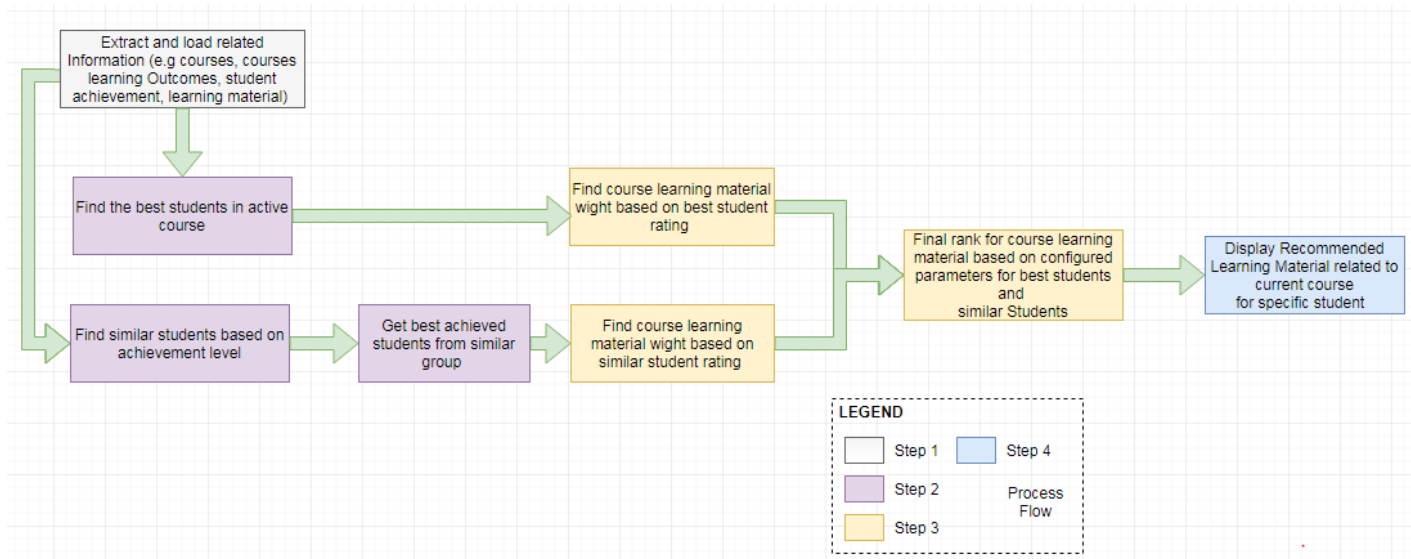 Extract and load related
Information (e.g courses, courses
learning Outcomes, student
achievement, learning material)
Find the best students in active
course
Find course learning material
wight based on best student
rating
Final rank for course learning
material based on configured
parameters for best students
and
similar Students
Display Recommended
Learning Material related to
current course
for specific student
Find similar students based on
achievement level
Get best achieved
students from similar
group
Find course learning
material wight based on
similar student rating
LEGEND
Step 1
Step 4
Step 2
Process
Flow
Step 3